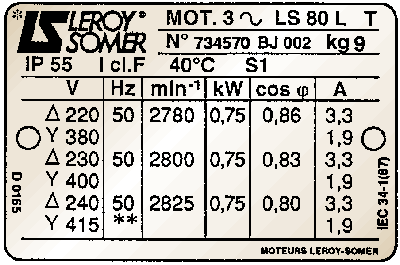 * LS LEROY® SOMER
MOT. 3 ∿ LS 80 L T
N° 734570 BJ 002 kg 9
IP 55 I cl.F 40°C S1
V Hz min⁻¹ kW cos φ A
Δ 220 50 2780 0,75 0,86 3,3
Y 380 1,9
Δ 230 50 2800 0,75 0,83 3,3
Y 400 1,9
Δ 240 50 2825 0,75 0,80 3,3
Y 415 ** 1,9
D 0165
IEC 34-1(87)
MOTEURS LEROY-SOMER